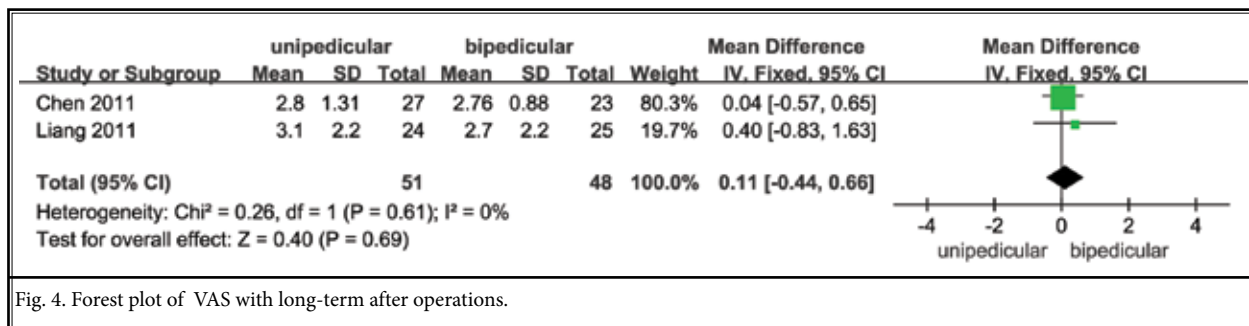 unipedicular bipedicular Mean Difference Mean Difference
Study or Subgroup Mean SD Total Mean SD Total Weight IV, Fixed, 95% CI IV, Fixed, 95% CI
Chen 2011 2.8 1.31 27 2.76 0.88 23 80.3% 0.04 [-0.57, 0.65]
Liang 2011 3.1 2.2 24 2.7 2.2 25 19.7% 0.40 [-0.83, 1.63]
Total (95% CI) 51 48 100.0% 0.11 [-0.44, 0.66]
Heterogeneity: Chi² = 0.26, df = 1 (P = 0.61); I² = 0%
Test for overall effect: Z = 0.40 (P = 0.69)
-4 -2 0 2 4
unipedicular bipedicular
Fig. 4. Forest plot of VAS with long-term after operations.